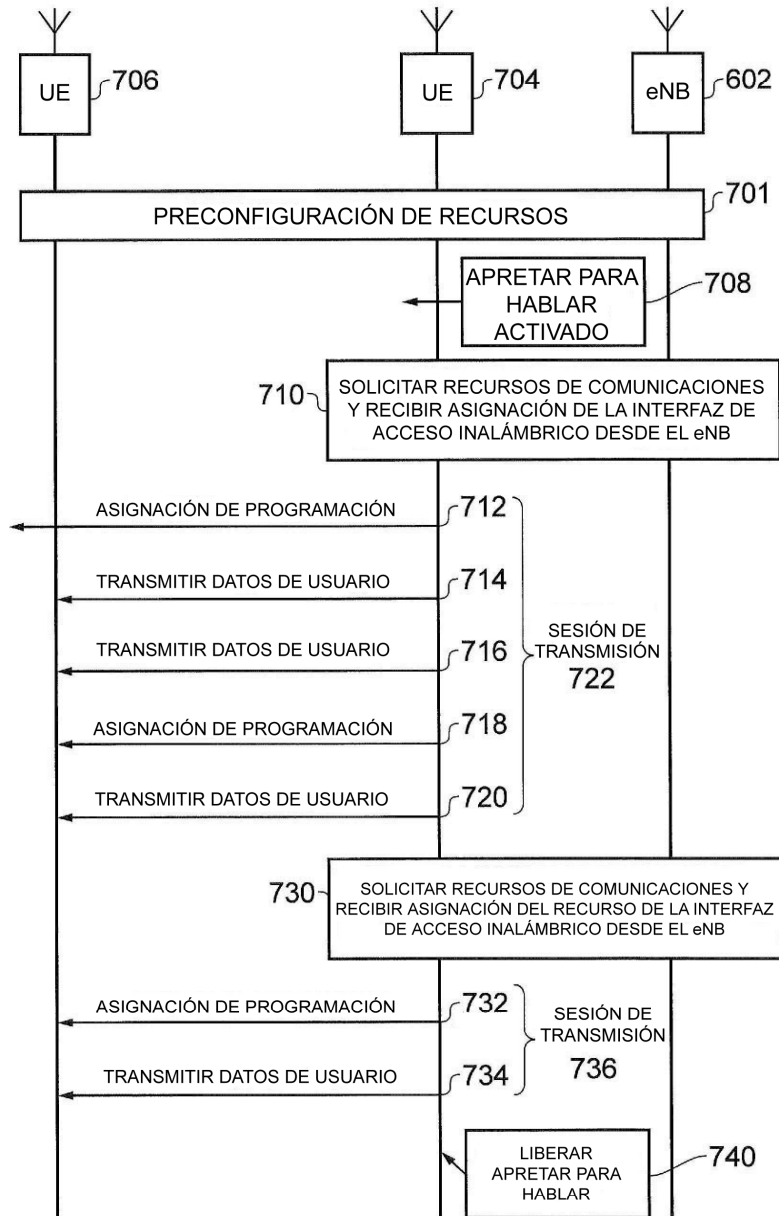 UE
706
UE
704
eNB
602
PRECONFIGURACIÓN DE RECURSOS
701
APRETAR PARA
HABLAR
ACTIVADO
708
710
SOLICITAR RECURSOS DE COMUNICACIONES
Y RECIBIR ASIGNACIÓN DE LA INTERFAZ DE
ACCESO INALÁMBRICO DESDE EL eNB
ASIGNACIÓN DE PROGRAMACIÓN
712
TRANSMITIR DATOS DE USUARIO
714
TRANSMITIR DATOS DE USUARIO
716
SESIÓN DE
TRANSMISIÓN
722
ASIGNACIÓN DE PROGRAMACIÓN
718
TRANSMITIR DATOS DE USUARIO
720
730
SOLICITAR RECURSOS DE COMUNICACIONES Y
RECIBIR ASIGNACIÓN DEL RECURSO DE LA INTERFAZ
DE ACCESO INALÁMBRICO DESDE EL eNB
ASIGNACIÓN DE PROGRAMACIÓN
732
SESIÓN DE
TRANSMISIÓN
736
TRANSMITIR DATOS DE USUARIO
734
LIBERAR
APRETAR PARA
HABLAR
740